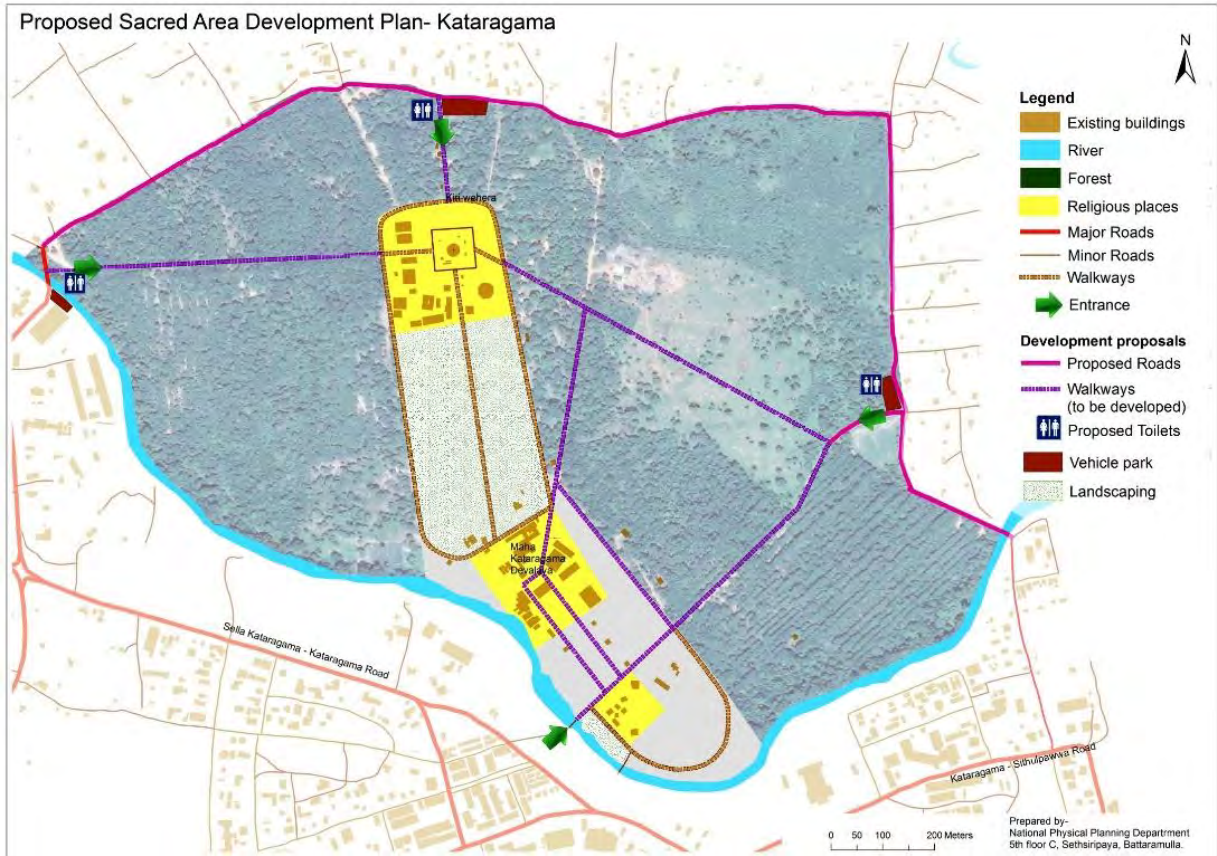 Proposed Sacred Area Development Plan- Kataragama
N
Legend
Existing buildings
River
Forest
Religious places
Major Roads
Minor Roads
Walkways
Entrance
Development proposals
Proposed Roads
Walkways
(to be developed)
Proposed Toilets
Vehicle park
Landscaping
Kiri wehera
Maha
Kataragama
Devalaya
Sella Kataragama - Kataragama Road
Kataragama - Sithulpawwa Road
0 50 100 200 Meters
Prepared by-
National Physical Planning Department
5th floor C, Sethsiripaya, Battaramulla.